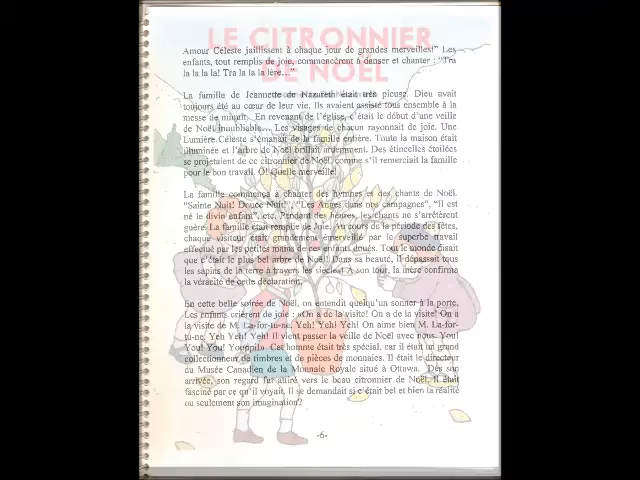 LE CITRONNIER
DE NOËL
Amour Céleste jaillissent à chaque jour de grandes merveilles!" Les
enfants, tout remplis de joie, commencèrent à danser et chanter : "Tra
la la la la! Tra la la la lère…"
La famille de Jeannette de Nazareth était très pieuse. Dieu avait
toujours été au cœur de leur vie. Ils avaient assisté tous ensemble à la
messe de minuit. En revenant de l'église, c'était le début d'une veille
de Noël inoubliable… Les visages de chacun rayonnait de joie. Une
Lumière Céleste s'émanait de la famille entière. Toute la maison était
illuminée et l'arbre de Noël brillait ardemment. Des étincelles étoilées
se projetaient de ce citronnier de Noël, comme s'il remerciait la famille
pour le bon travail. Ô! Quelle merveille!
La famille commença à chanter des hymnes et des chants de Noël.
"Sainte Nuit! Douce Nuit!", "Les Anges dans nos campagnes", "Il est
né le divin enfant", etc. Pendant des heures, les chants ne s'arrêtèrent
guère. La famille était remplie de Joie. Au cours de la période des fêtes,
chaque visiteur était grandement émerveillé par le superbe travail
effectué par les petites mains de ces enfants doués. Tout le monde disait
que c'était le plus bel arbre de Noël! Dans sa beauté, il dépassait tous
les sapins de la terre à travers les siècles! A son tout, la mère confirma
la véracité de cette déclaration.
En cette belle soirée de Noël, on entendit quelqu'un sonner à la porte.
Les enfants crièrent de joie : «On a de la visite! On a de la visite! On a
la visite de M. La-for-tu-ne. Yeh! Yeh! Yeh! On aime bien M. La-for-
tu-ne. Yeh! Yeh! Yeh! Il vient passer la veille de Noël avec nous. You!
You! You! Youppi!» Cet homme était très spécial, car il était un grand
collectionneur de timbres et de pièces de monnaies. Il était le directeur
du Musée Canadien de la Monnaie Royale situé à Ottawa. Dès son
arrivée, son regard fut attiré vers le beau citronnier de Noël. Il était
fasciné par ce qu'il voyait. Il se demandait si c'était bel et bien la réalité
ou seulement son imagination?
-6-